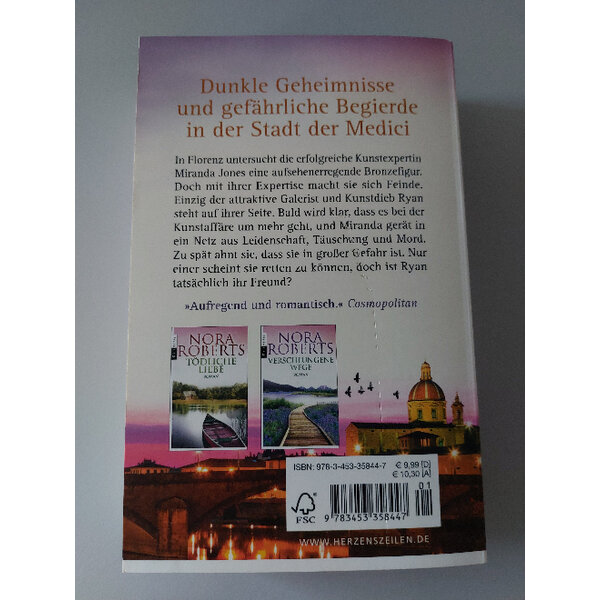 Dunkle Geheimnisse
und gefährliche Begierde
in der Stadt der Medici
In Florenz untersucht die erfolgreiche Kunstexpertin
Miranda Jones eine aufsehenerregende Bronzefigur.
Doch mit ihrer Expertise macht sie sich Feinde.
Einzig der attraktive Galerist und Kunstdieb Ryan
steht auf ihrer Seite. Bald wird klar, dass es bei der
Kunstaffäre um mehr geht, und Miranda gerät in
ein Netz aus Leidenschaft, Täuschung und Mord.
Zu spät ahnt sie, dass sie in großer Gefahr ist. Nur
einer scheint sie retten zu können, doch ist Ryan
tatsächlich ihr Freund?
»Aufregend und romantisch.« Cosmopolitan
NORA
ROBERTS
TÖDLICHE
LIEBE
ROMAN
NORA
ROBERTS
VERSCHLUNGENE
WEGE
ROMAN
ISBN: 978-3-453-35844-7
€ 9,99 [D]
€ 10,30 [A]
01
FSC
9 783453 358447
WWW.HERZENSZEILEN.DE